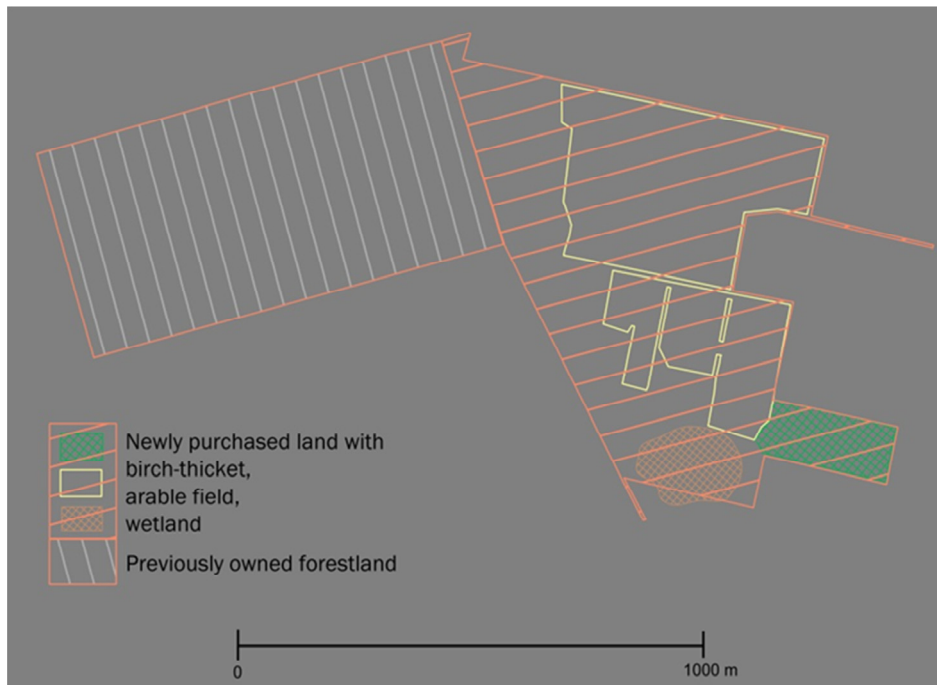 Newly purchased land with
birch-thicket,
arable field,
wetland
Previously owned forestland
0
1000 m